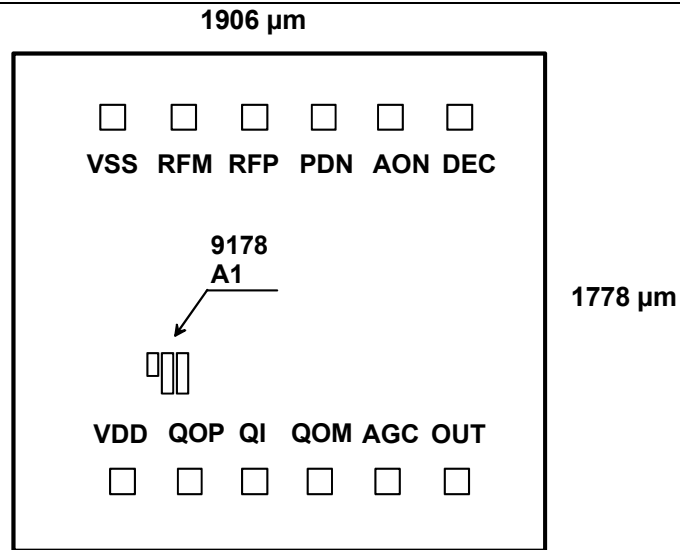 1906 µm
VSS RFM RFP PDN AON DEC
9178
A1
1778 µm
VDD QOP QI QOM AGC OUT